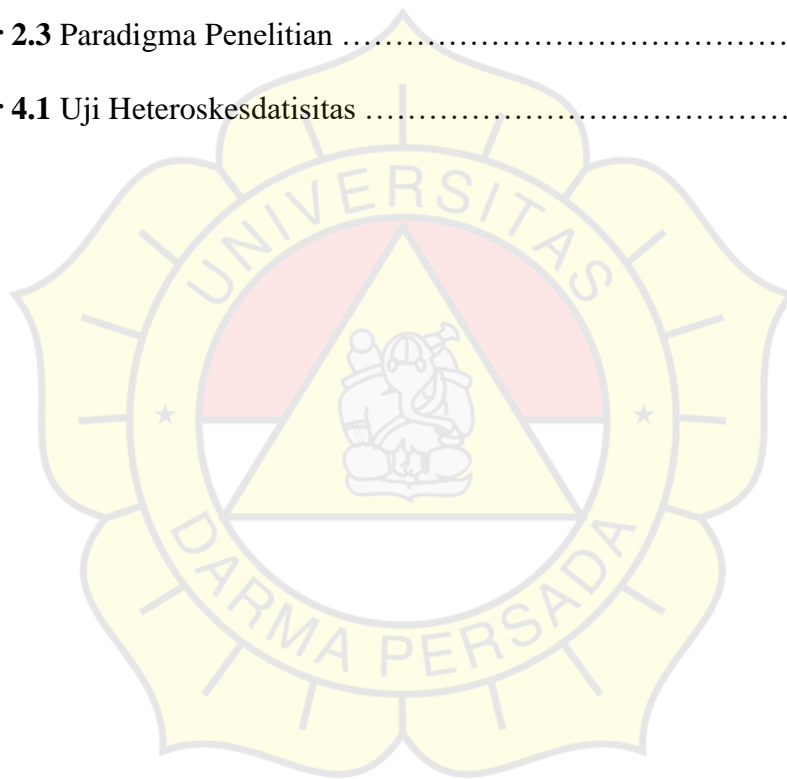 r 2.3 Paradigma Penelitian ……………………………………
r 4.1 Uji Heteroskesdatisitas …………………………………
UNIVERSITAS
DARMA PERSADA